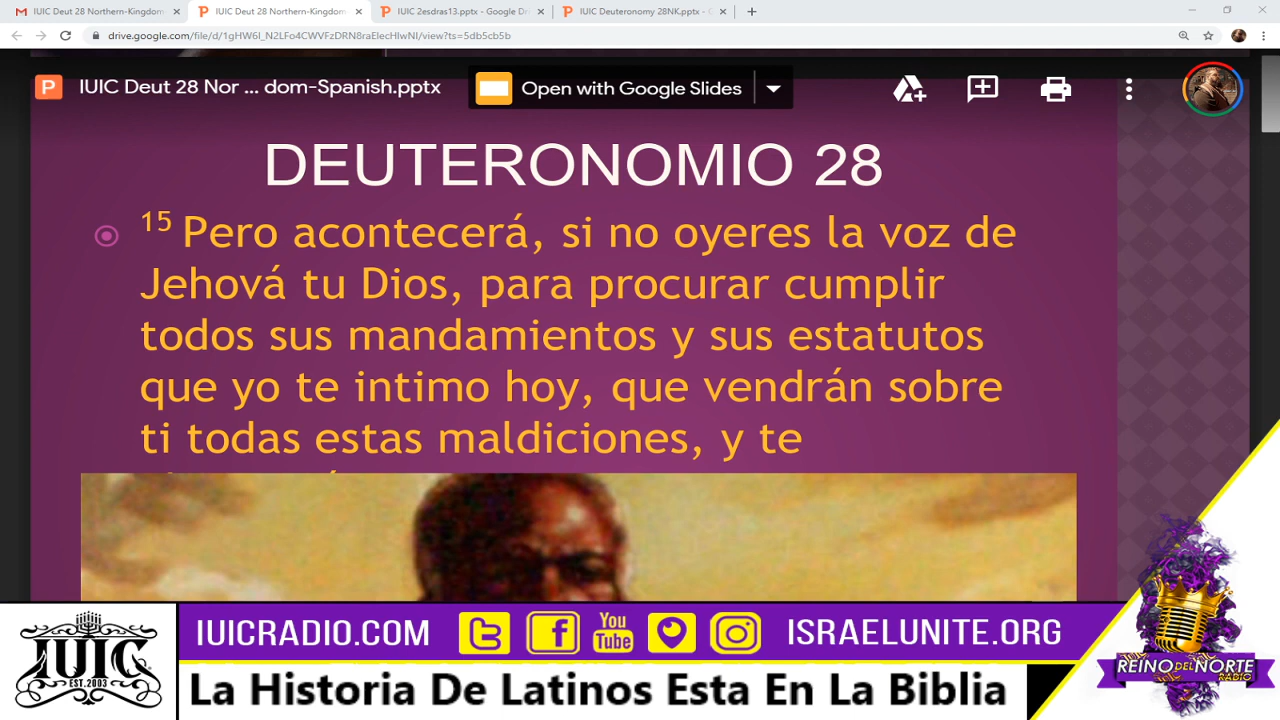 IUIC Deut 28 Northern-Kingdom
IUIC Deut 28 Northern-Kingdom
IUIC 2esdras13.pptx - Google Dr
IUIC Deuteronomy 28NK.pptx - G
drive.google.com/file/d/1gHW6l_N2LFo4CWVFzDRN8raElecHIwNI/view?ts=5db5cb5b
IUIC Deut 28 Nor ... dom-Spanish.pptx
Open with Google Slides
DEUTERONOMIO 28
15 Pero acontecerá, si no oyeres la voz de
Jehová tu Dios, para procurar cumplir
todos sus mandamientos y sus estatutos
que yo te intimo hoy, que vendrán sobre
ti todas estas maldiciones, y te
IUIC
EST.2003
IUICRADIO.COM
You
Tube
ISRAELUNITE.ORG
La Historia De Latinos Esta En La Biblia
REINO DEL NORTE
RADIO